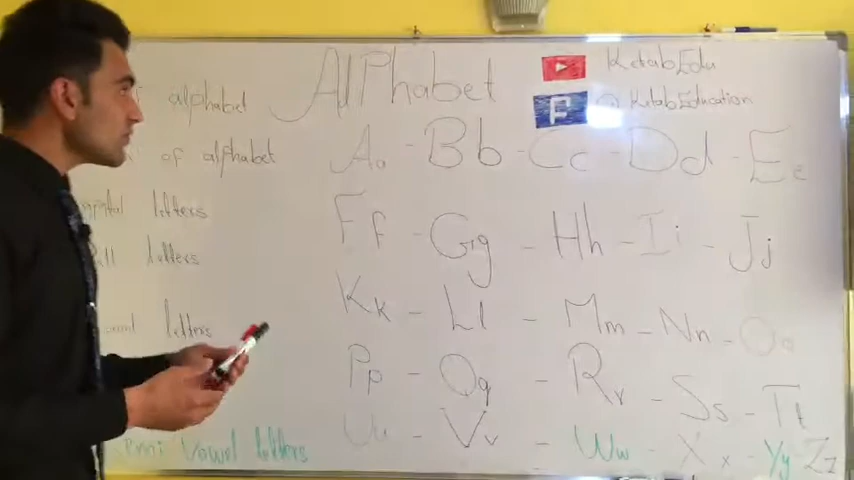 AlPhabet
KetabEdu
F @KetabEducation
alphabet
of alphabet
letters
letters
letters
Vowel letters
Aa - Bb - Cc - Dd - Ee
Ff - Gg - Hh - Ii - Jj
Kk - Ll - Mm - Nn - Oo
Pp - Qq - Rr - Ss - Tt
Uu - Vv - Ww - Xx - Yy Zz